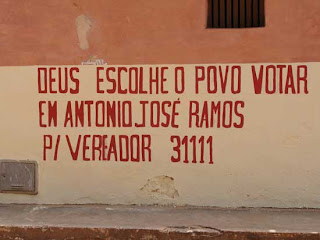 DEUS ESCOLHE O POVO VOTAR
EM ANTONIO JOSÉ RAMOS
P/ VEREADOR 31111